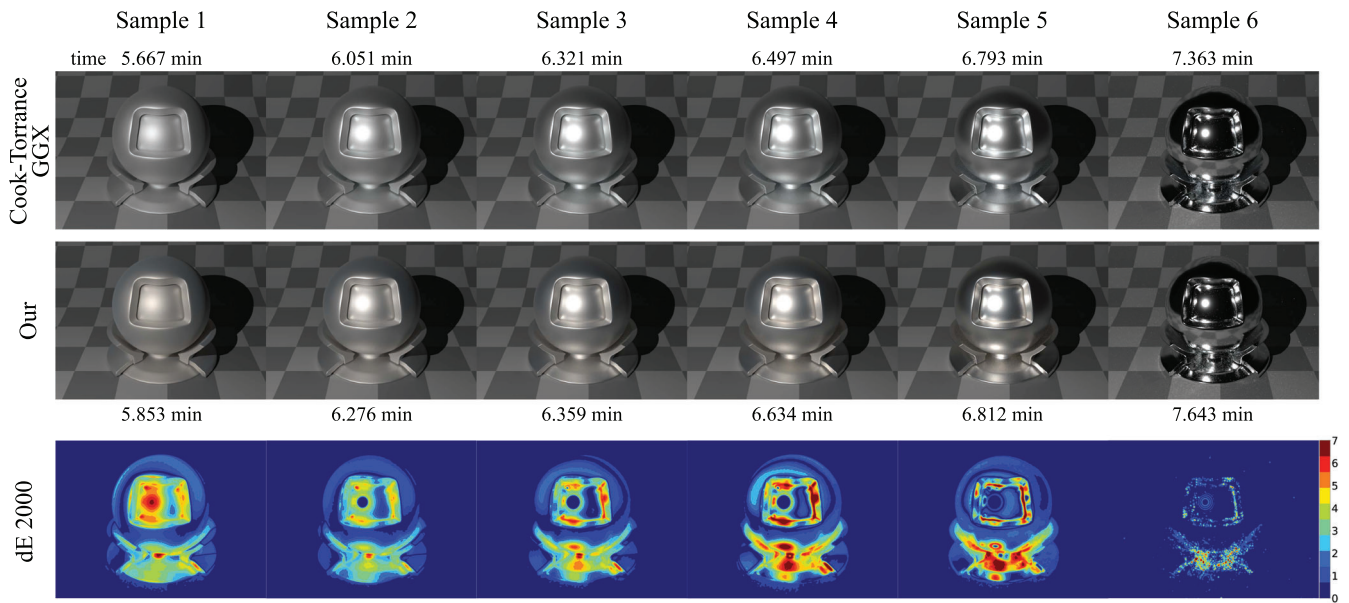 Sample 1 Sample 2 Sample 3 Sample 4 Sample 5 Sample 6
time 5.667 min 6.051 min 6.321 min 6.497 min 6.793 min 7.363 min
Cook-Torrance
GGX
Our
5.853 min 6.276 min 6.359 min 6.634 min 6.812 min 7.643 min
dE 2000
7
6
5
4
3
2
1
0